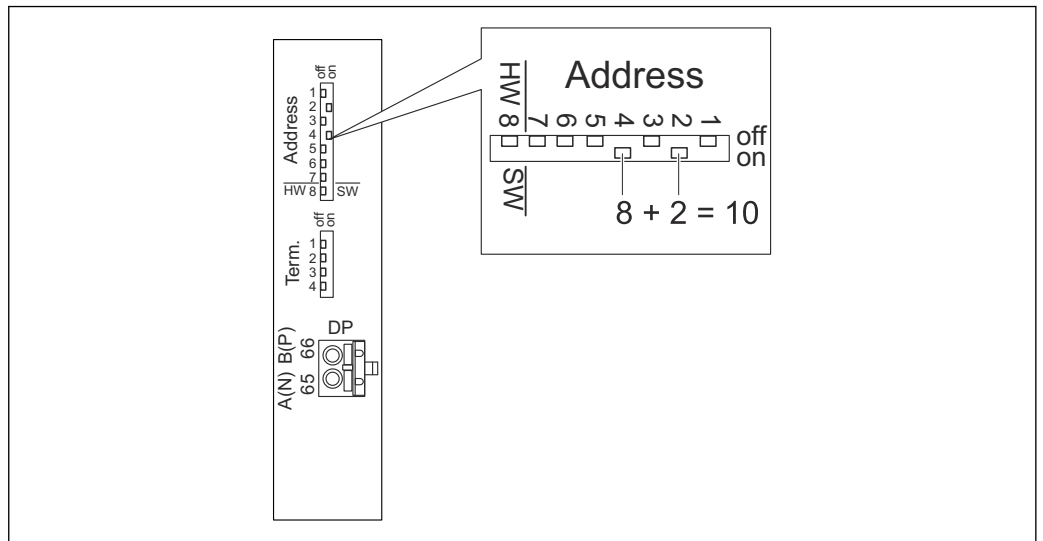 off
on
Address
1
2
3
4
5
6
7
HW 8 SW
off
on
Term.
1
2
3
4
DP
B(P) 66
A(N) 65
Address
HW
8 7 6 5 4 3 2 1
off
on
SW
8 + 2 = 10